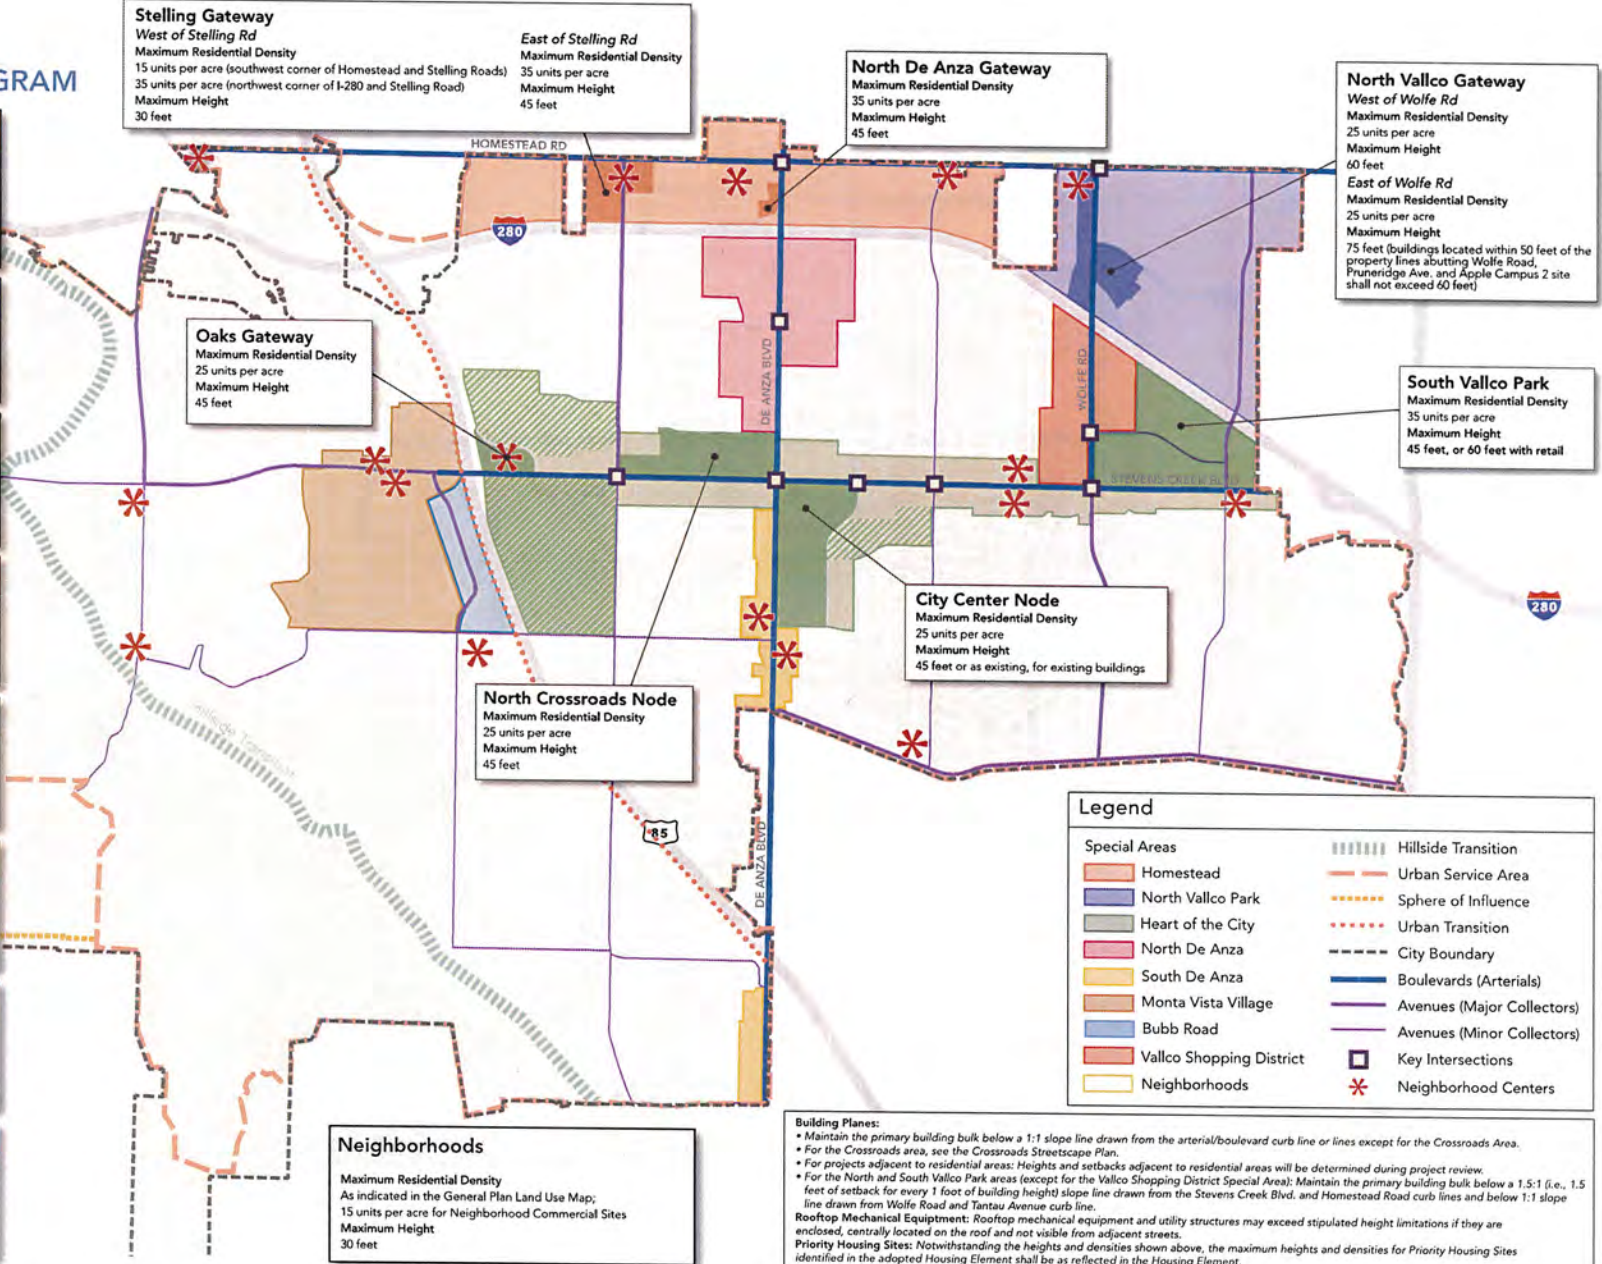 GRAM
Stelling Gateway
West of Stelling Rd
Maximum Residential Density
15 units per acre (southwest corner of Homestead and Stelling Roads)
35 units per acre (northwest corner of I-280 and Stelling Road)
Maximum Height
30 feet
East of Stelling Rd
Maximum Residential Density
35 units per acre
Maximum Height
45 feet
North De Anza Gateway
Maximum Residential Density
35 units per acre
Maximum Height
45 feet
North Vallco Gateway
West of Wolfe Rd
Maximum Residential Density
25 units per acre
Maximum Height
60 feet
East of Wolfe Rd
Maximum Residential Density
25 units per acre
Maximum Height
75 feet (buildings located within 50 feet of the
property lines abutting Wolfe Road,
Pruneridge Ave. and Apple Campus 2 site
shall not exceed 60 feet)
HOMESTEAD RD
280
Oaks Gateway
Maximum Residential Density
25 units per acre
Maximum Height
45 feet
DE ANZA BLVD
WOLFE RD
South Vallco Park
Maximum Residential Density
35 units per acre
Maximum Height
45 feet, or 60 feet with retail
STEVENS CREEK BLVD
City Center Node
Maximum Residential Density
25 units per acre
Maximum Height
45 feet or as existing, for existing buildings
280
North Crossroads Node
Maximum Residential Density
25 units per acre
Maximum Height
45 feet
Hillside Transition
85
DE ANZA BLVD
Legend
Special Areas
Homestead
North Vallco Park
Heart of the City
North De Anza
South De Anza
Monta Vista Village
Bubb Road
Vallco Shopping District
Neighborhoods
Hillside Transition
Urban Service Area
Sphere of Influence
Urban Transition
City Boundary
Boulevards (Arterials)
Avenues (Major Collectors)
Avenues (Minor Collectors)
Key Intersections
Neighborhood Centers
Neighborhoods
Maximum Residential Density
As indicated in the General Plan Land Use Map;
15 units per acre for Neighborhood Commercial Sites
Maximum Height
30 feet
Building Planes:
• Maintain the primary building bulk below a 1:1 slope line drawn from the arterial/boulevard curb line or lines except for the Crossroads Area.
• For the Crossroads area, see the Crossroads Streetscape Plan.
• For projects adjacent to residential areas: Heights and setbacks adjacent to residential areas will be determined during project review.
• For the North and South Vallco Park areas (except for the Vallco Shopping District Special Area): Maintain the primary building bulk below a 1.5:1 (i.e., 1.5
feet of setback for every 1 foot of building height) slope line drawn from the Stevens Creek Blvd. and Homestead Road curb lines and below 1:1 slope
line drawn from Wolfe Road and Tantau Avenue curb line.
Rooftop Mechanical Equiptment: Rooftop mechanical equipment and utility structures may exceed stipulated height limitations if they are
enclosed, centrally located on the roof and not visible from adjacent streets.
Priority Housing Sites: Notwithstanding the heights and densities shown above, the maximum heights and densities for Priority Housing Sites
identified in the adopted Housing Element shall be as reflected in the Housing Element.